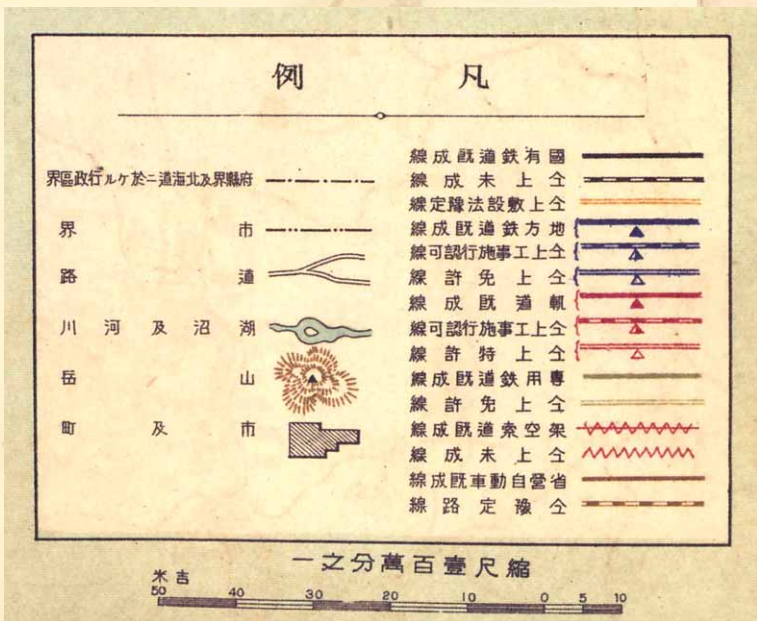 凡例
國有鉄道既成線
仝上未成線
仝上敷設法豫定線
地方鉄道既成線
仝上工事施行認可線
仝上免許線
軌道既成線
仝上工事施行認可線
仝上特許線
專用鉄道既成線
仝上免許線
架空索道既成線
仝上未成線
省營自動車既成線
仝豫定路線
府縣界及北海道ニ於ケル行政區界
市界
道路
湖沼及河川
山岳
市及町
縮尺壹百萬分之一
吉米
50 40 30 20 10 0 5 10